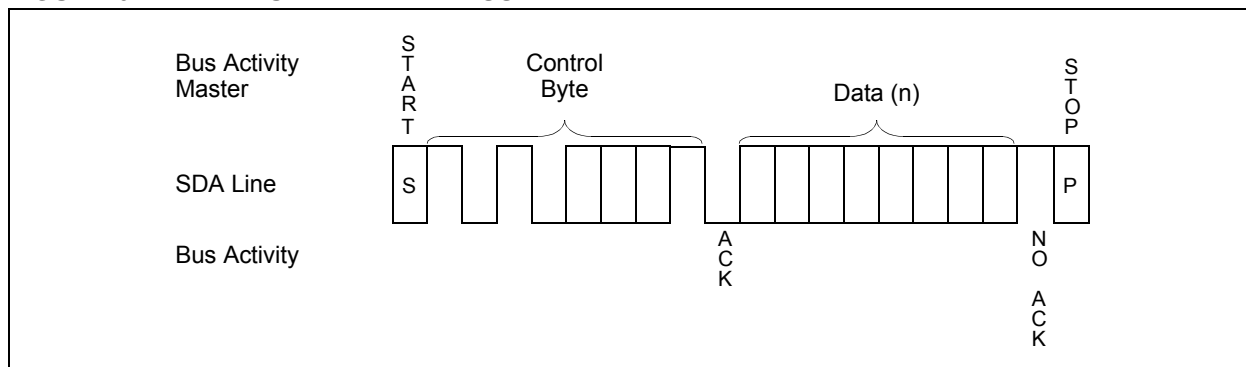 Bus Activity
Master
START
Control
Byte
Data (n)
STOP
SDA Line
S
P
Bus Activity
ACK
NO ACK